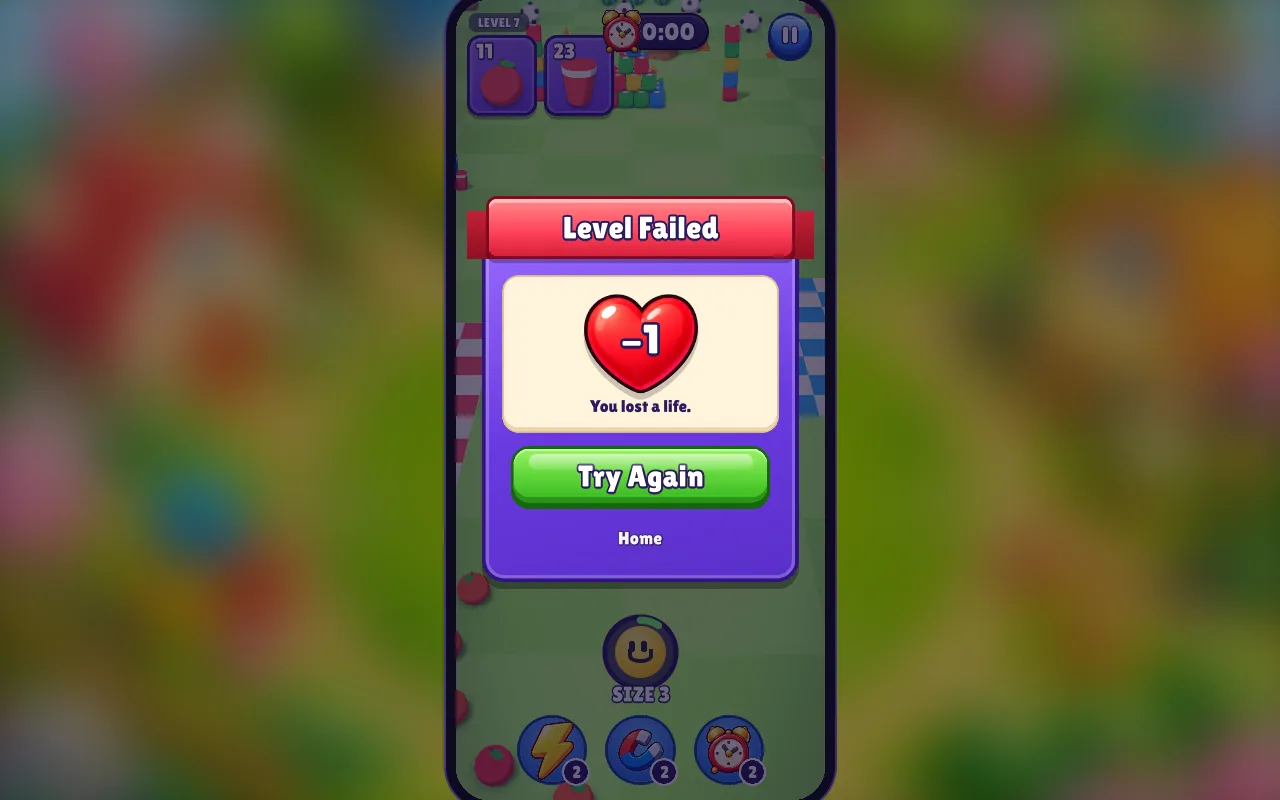 LEVEL 7
0:00
11
23
Level Failed
–1
You lost a life.
Try Again
Home
SIZE 3
2
2
2